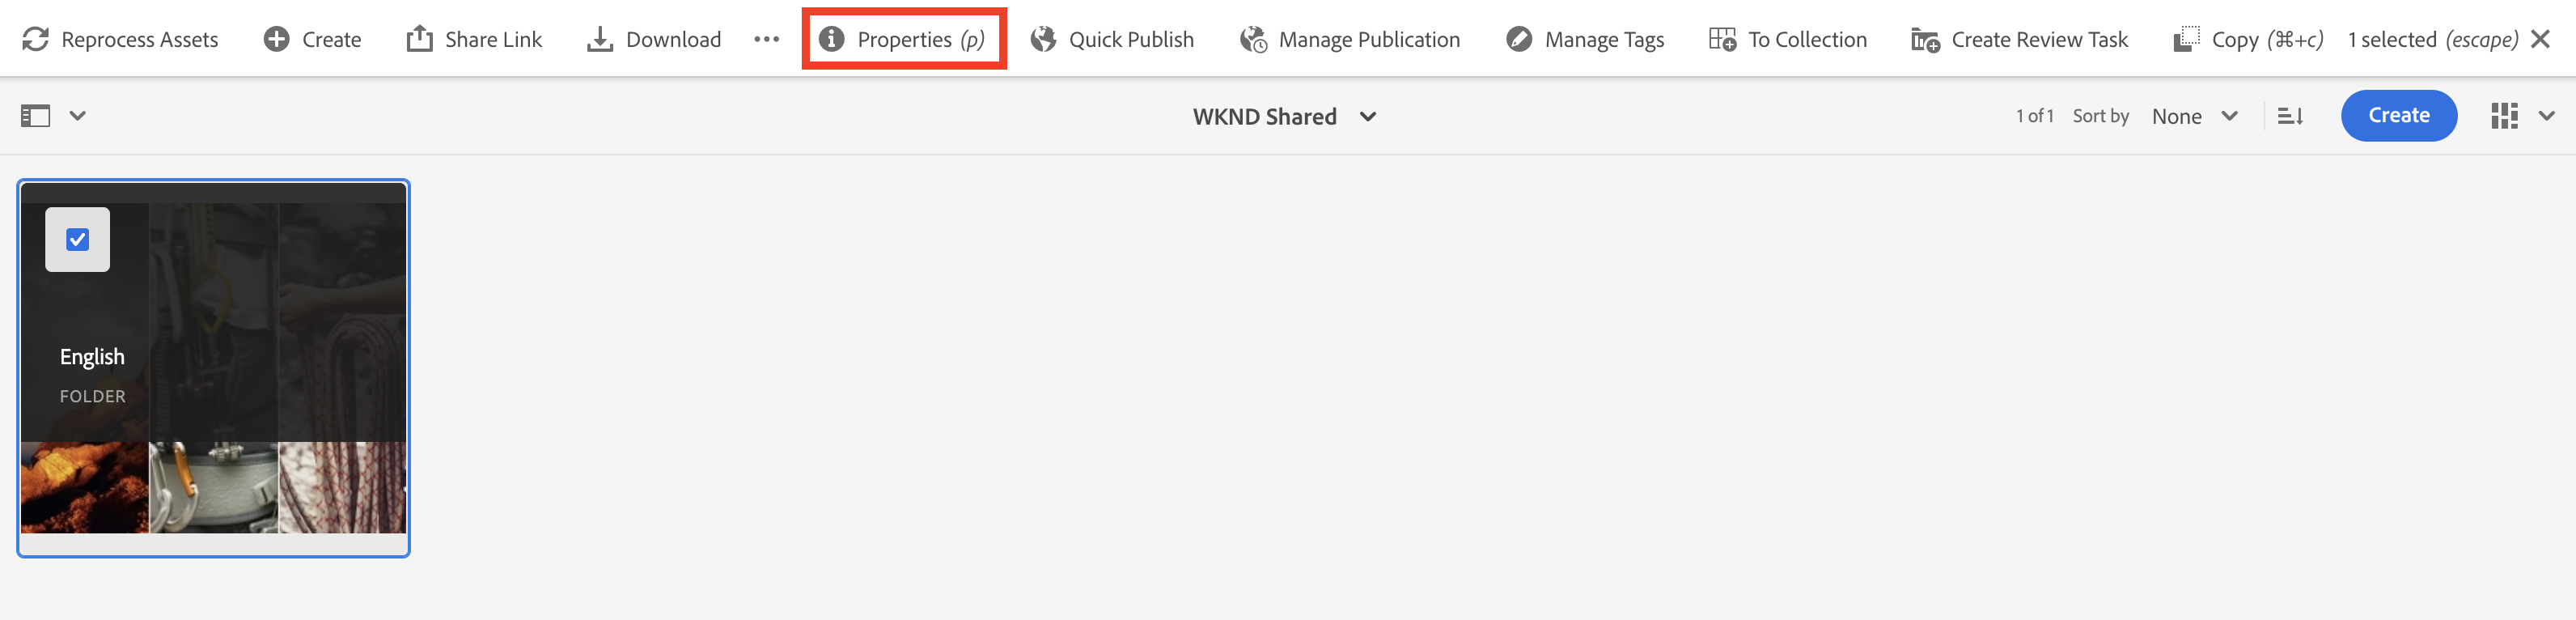 Reprocess Assets Create Share Link Download ••• Properties (p) Quick Publish Manage Publication Manage Tags To Collection Create Review Task Copy (⌘+c) 1 selected (escape)
WKND Shared 1 of 1 Sort by None Create
English
FOLDER